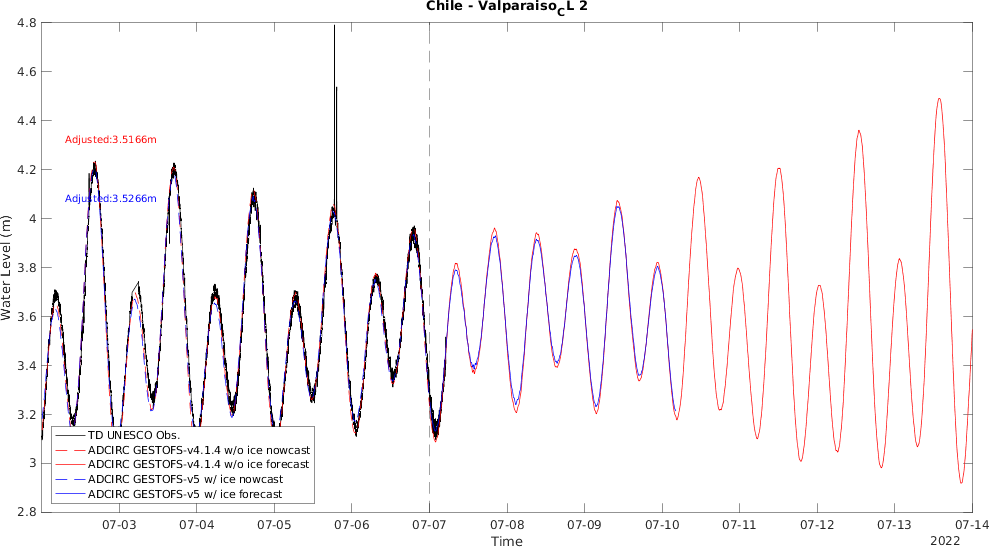 Chile - Valparaiso_CL 2
4.8
4.6
4.4
4.2
4
3.8
3.6
3.4
3.2
3
2.8
Water Level (m)
Adjusted:3.5166m
Adjusted:3.5266m
TD UNESCO Obs.
ADCIRC GESTOFS-v4.1.4 w/o ice nowcast
ADCIRC GESTOFS-v4.1.4 w/o ice forecast
ADCIRC GESTOFS-v5 w/ ice nowcast
ADCIRC GESTOFS-v5 w/ ice forecast
07-03 07-04 07-05 07-06 07-07 07-08 07-09 07-10 07-11 07-12 07-13 07-14
Time
2022